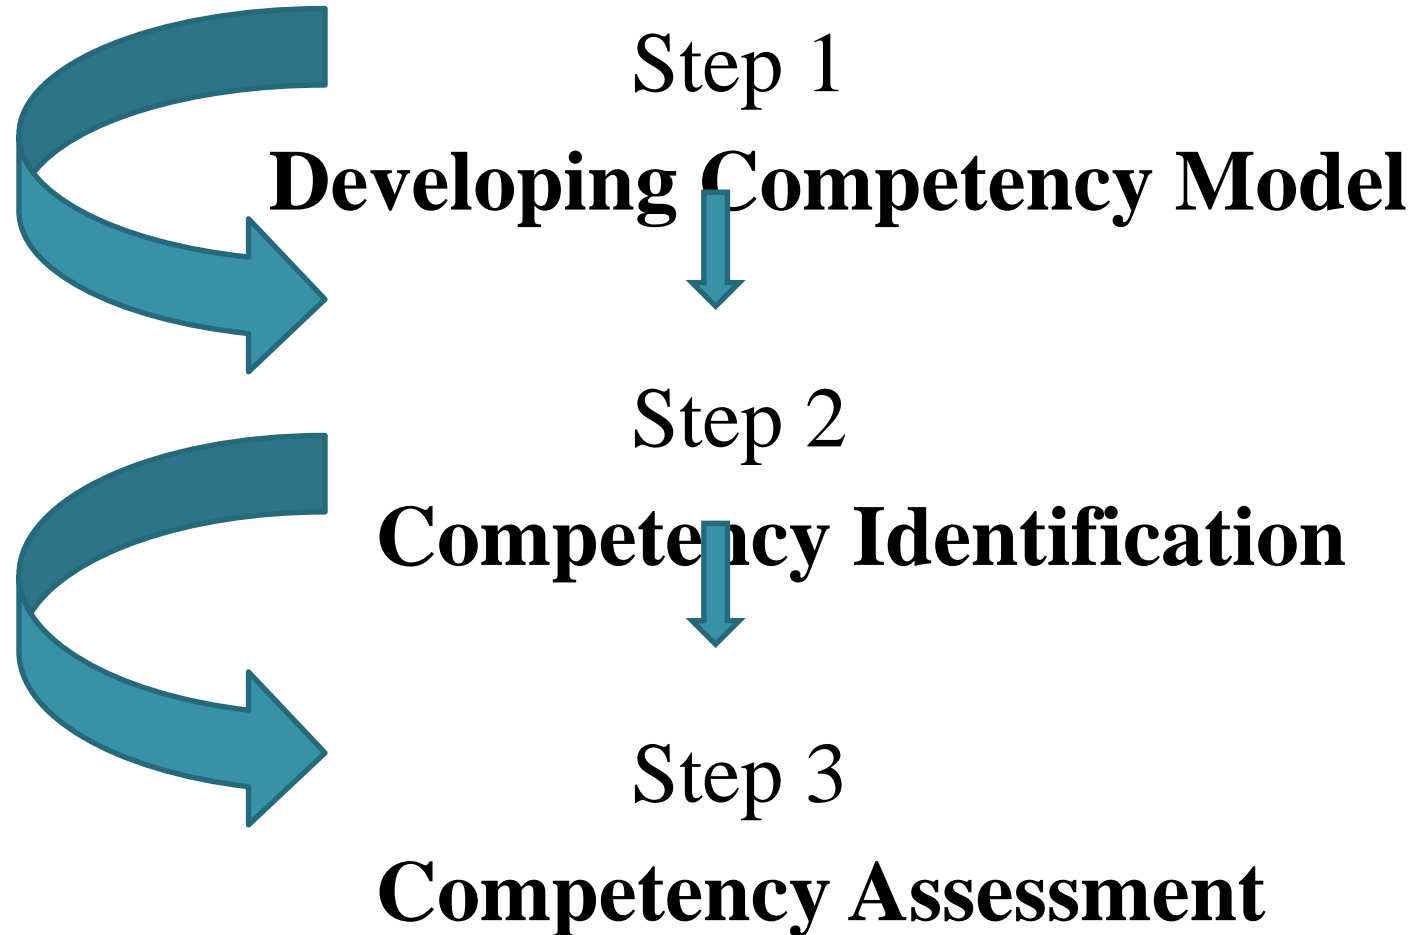 Step 1
Developing Competency Model
Step 2
Competency Identification
Step 3
Competency Assessment